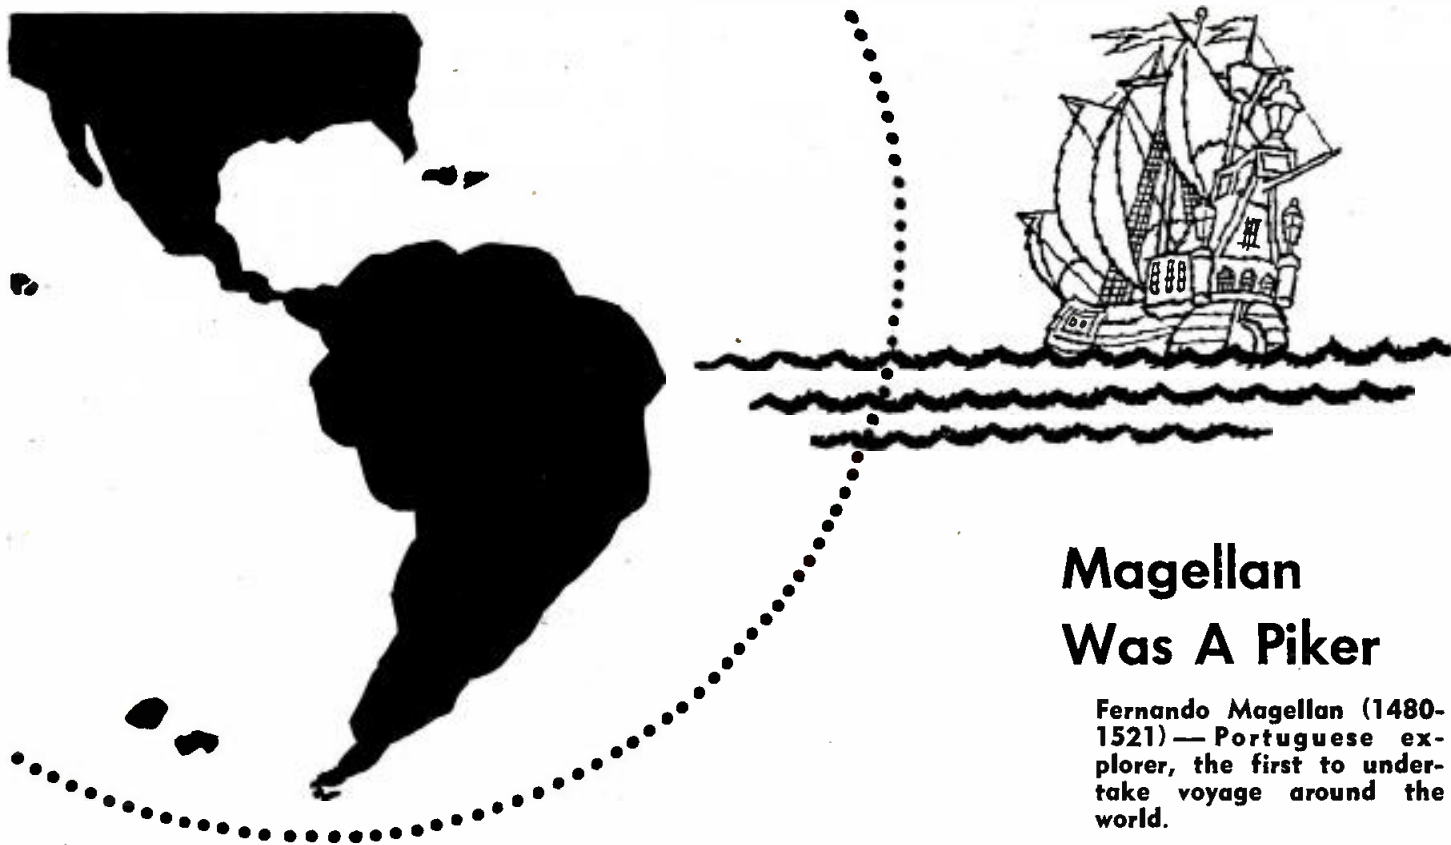 Magellan
Was A Piker
Fernando Magellan (1480-
1521) — Portuguese ex-
plorer, the first to under-
take voyage around the
world.